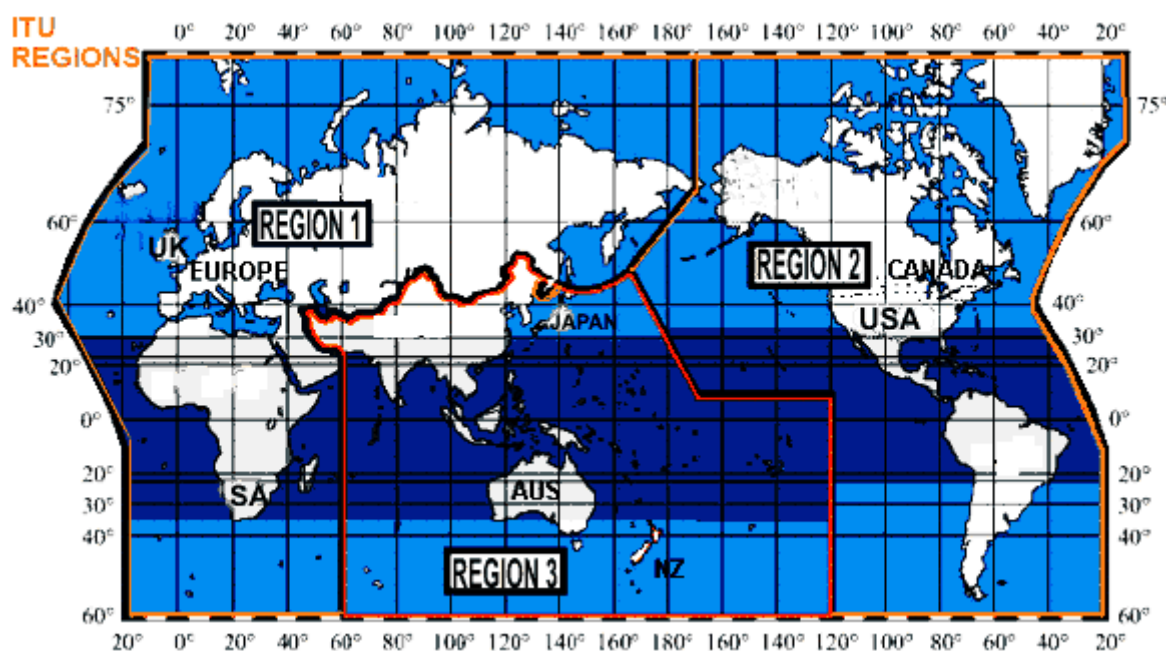 ITU
REGIONS
0° 20° 40° 60° 80° 100° 120° 140° 160° 180° 160° 140° 120° 100° 80° 60° 40° 20°
75° 75°
60° REGION 1 60°
UK
EUROPE REGION 2 CANADA
40° 40°
JAPAN USA
30° 30°
20° 20°
0° 0°
20° 20°
SA AUS
30° 30°
40° 40°
REGION 3 NZ
60° 60°
20° 0° 20° 40° 60° 80° 100° 120° 140° 160° 180° 160° 140° 120° 100° 80° 60° 40° 20°